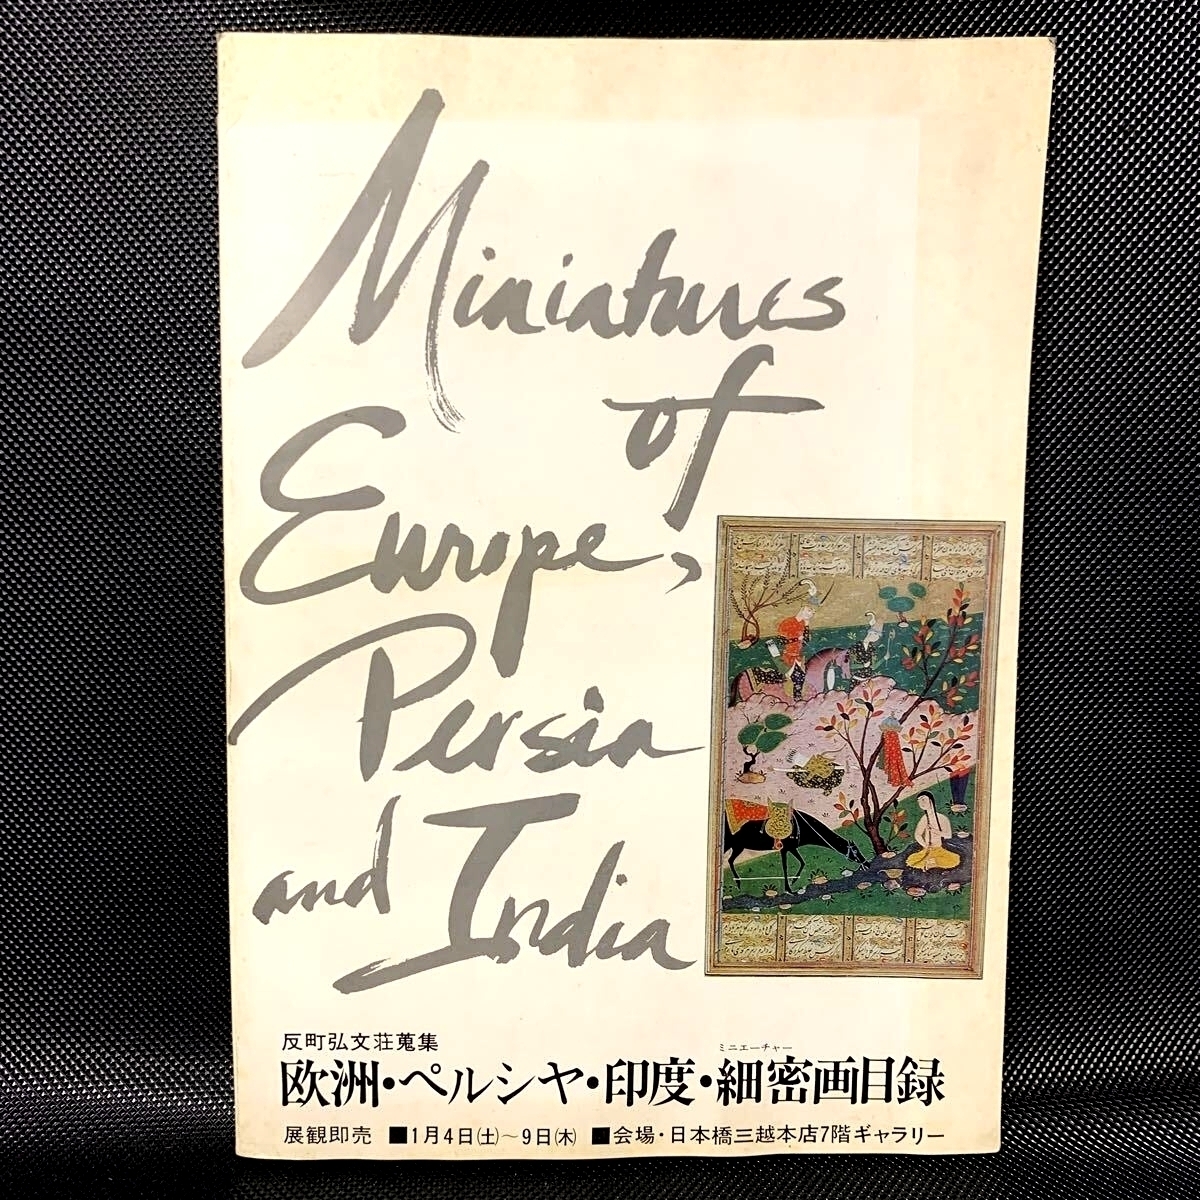 Miniatures
of
Europe,
Persia
and India
反町弘文荘蒐集
ミニエーチャー
欧洲・ペルシヤ・印度・細密画目録
展観即売 ■1月4日(土)～9日(木) ■会場・日本橋三越本店7階ギャラリー